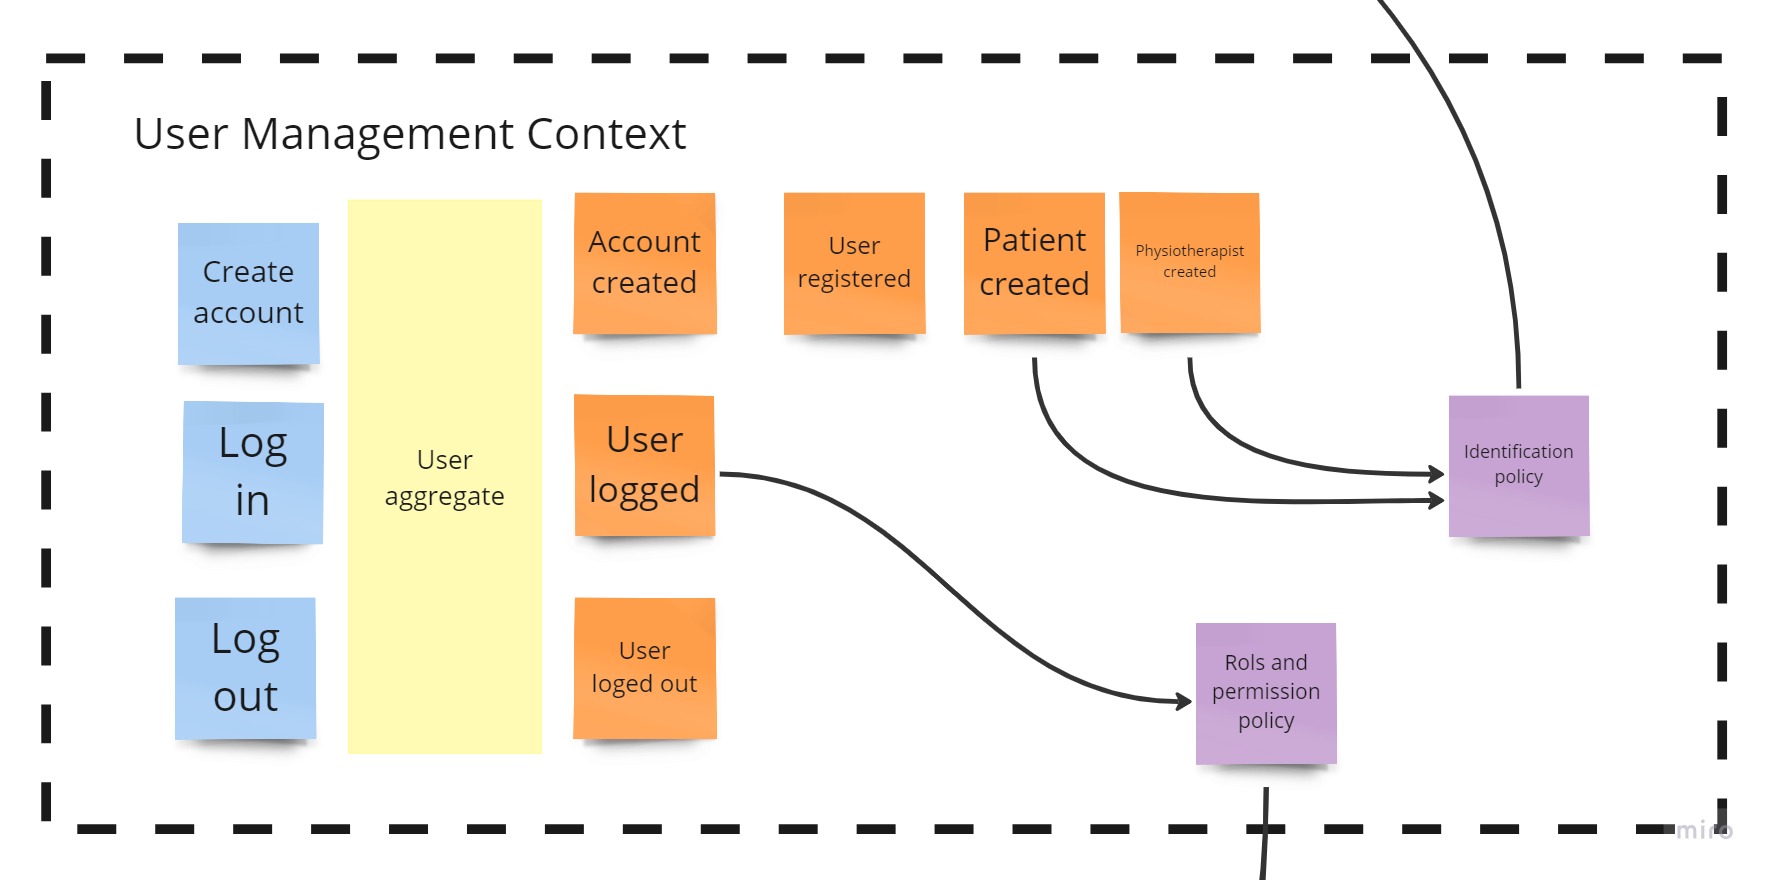 User Management Context
Create
account
Log
in
Log
out
User
aggregate
Account
created
User
registered
Patient
created
Physiotherapist
created
User
logged
User
loged out
Identification
policy
Rols and
permission
policy
miro